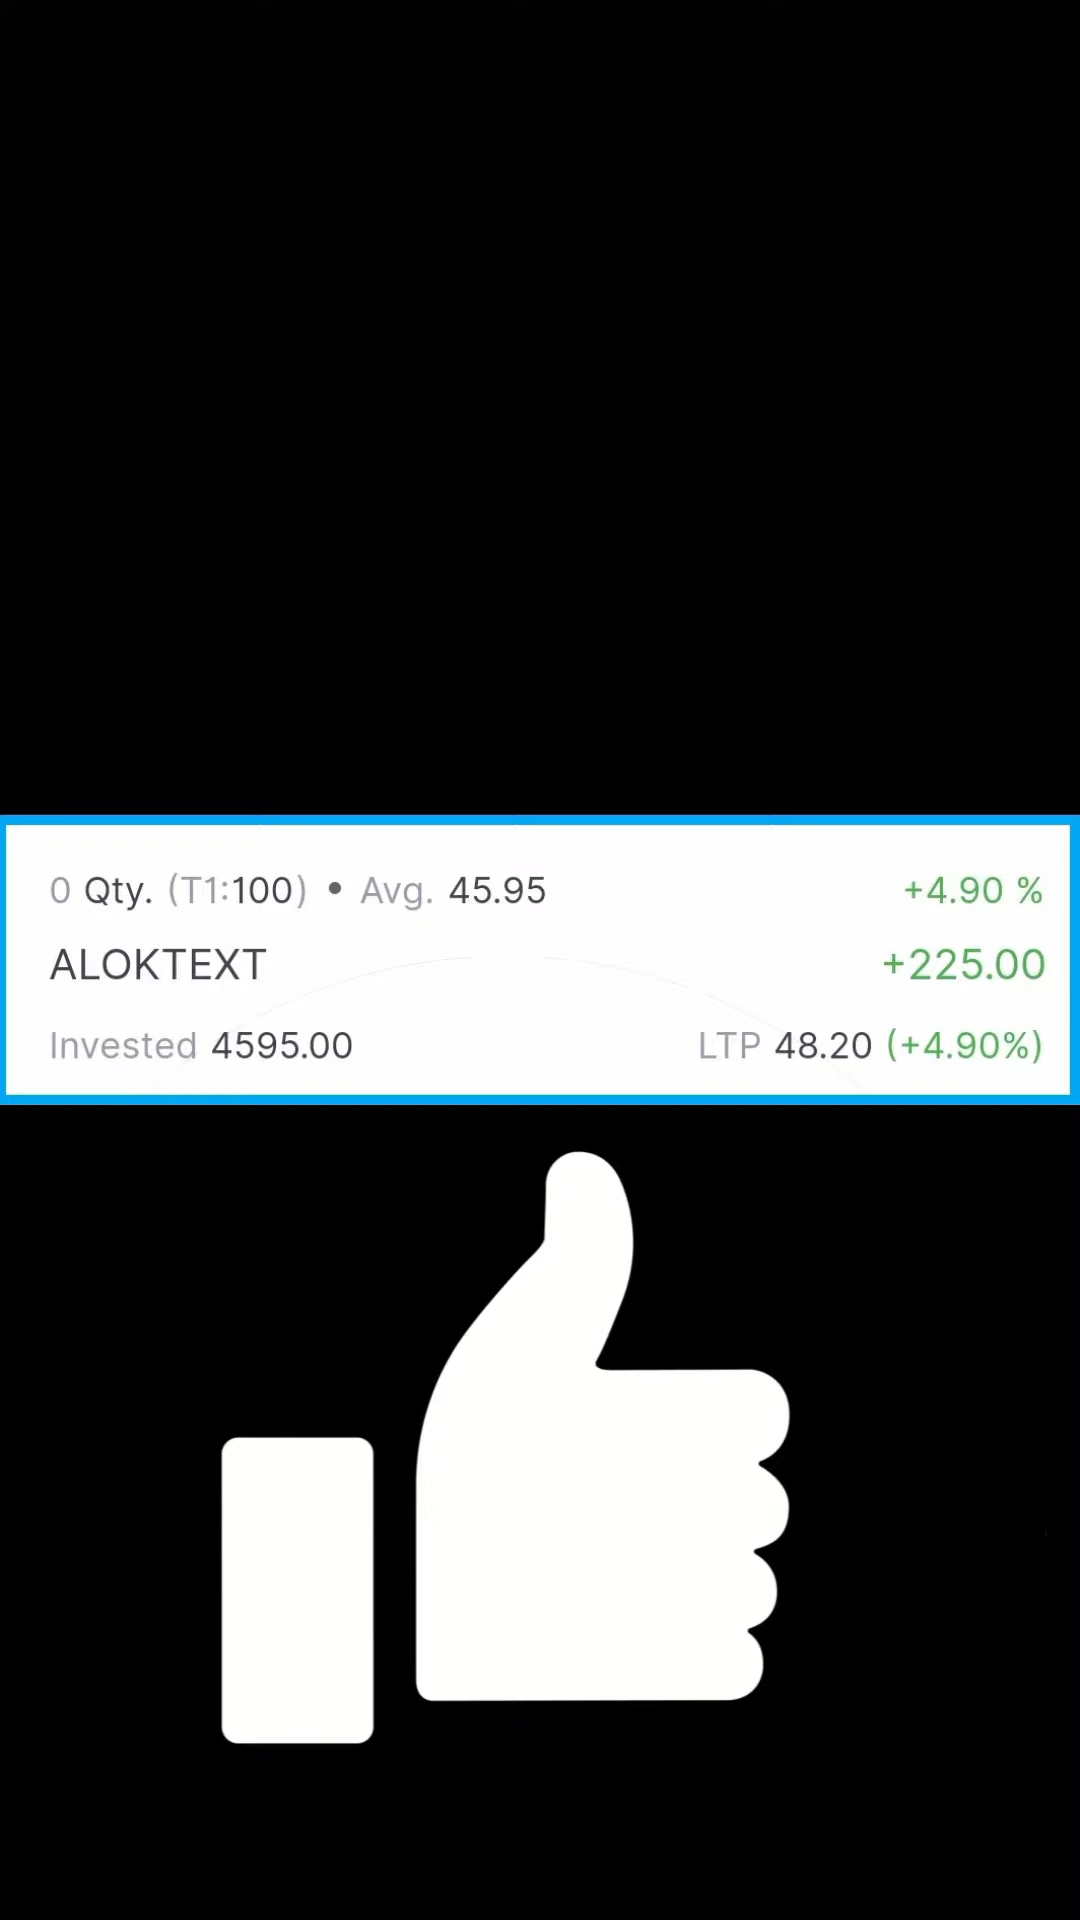 0 Qty. (T1:100) • Avg. 45.95 +4.90 %
ALOKTEXT +225.00
Invested 4595.00 LTP 48.20 (+4.90%)